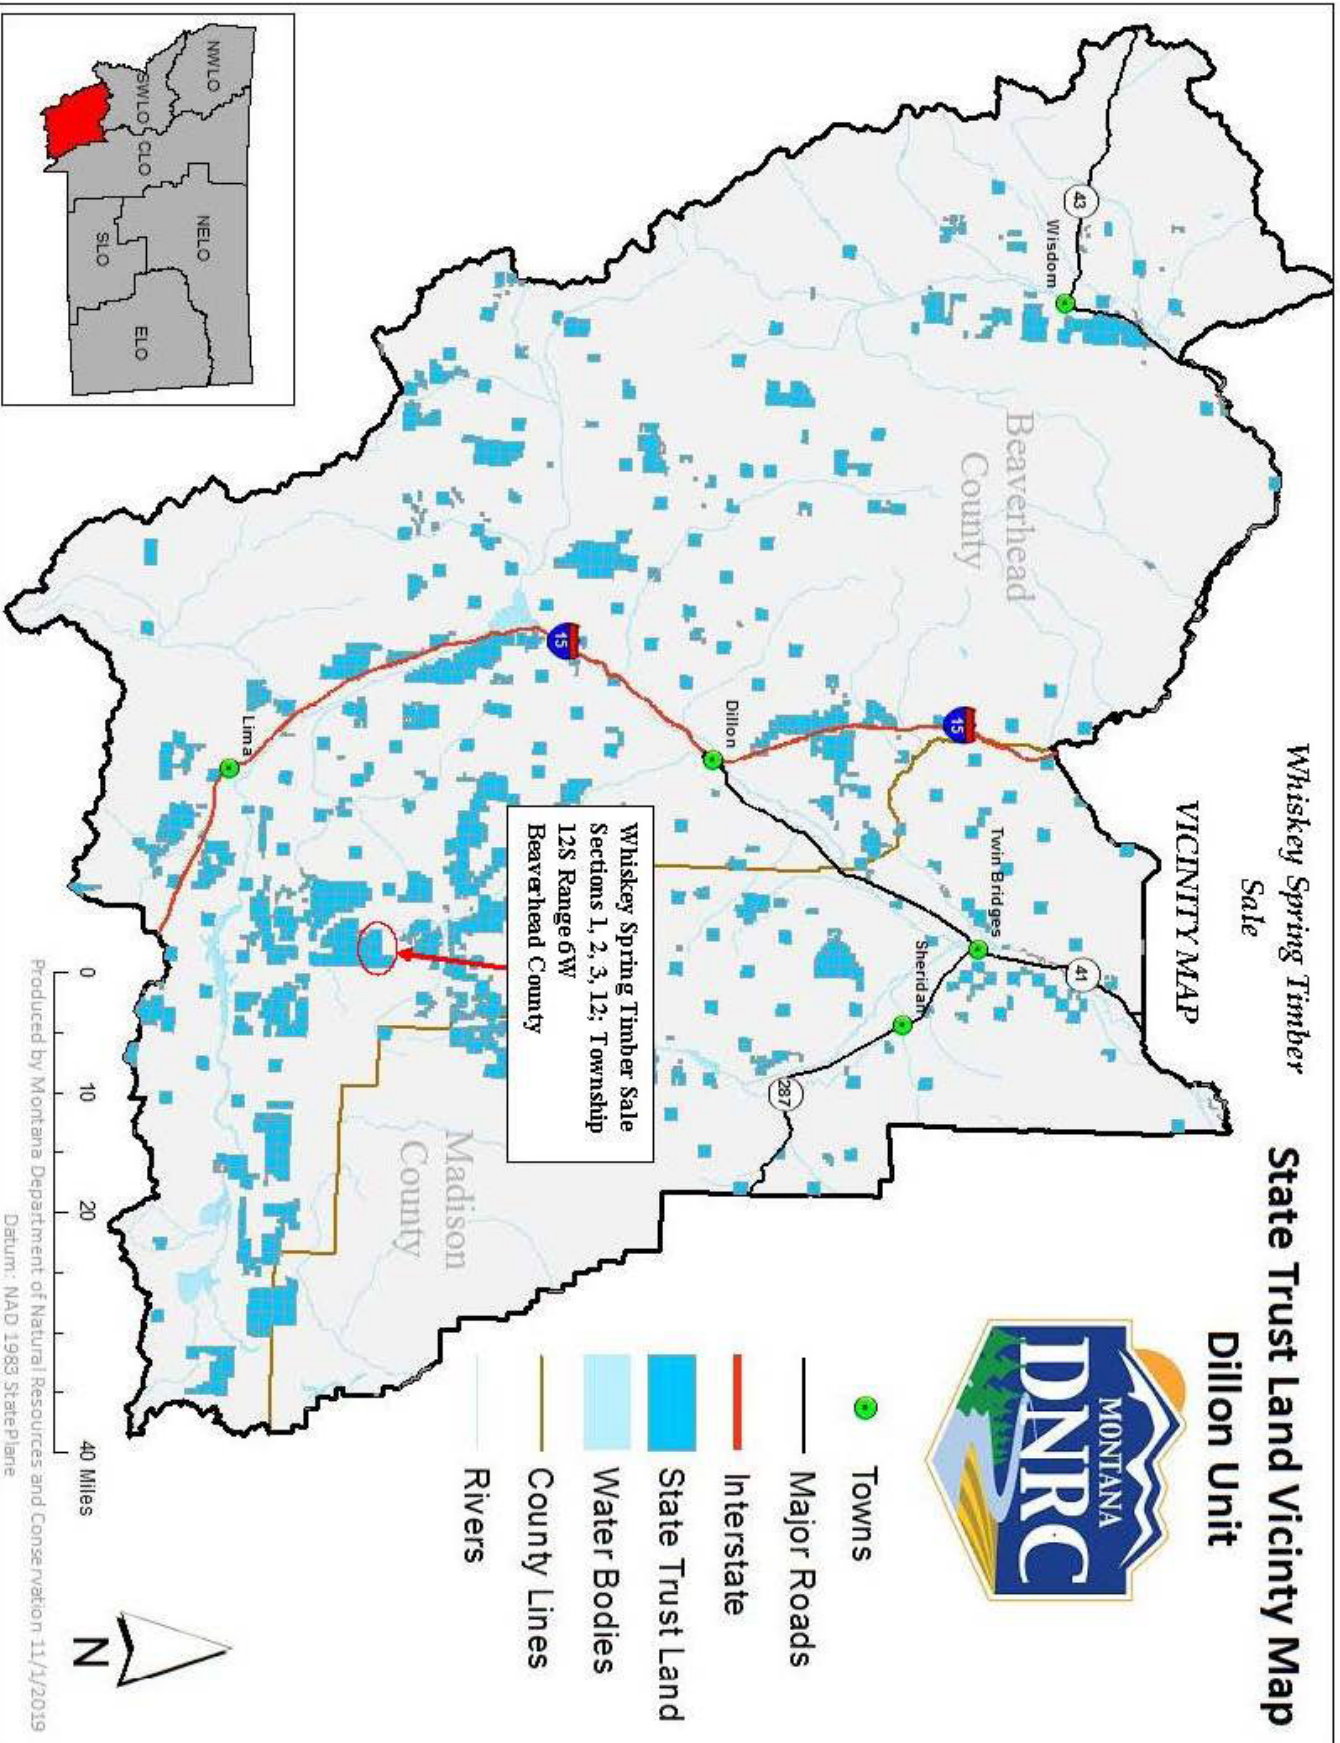 State Trust Land Vicinty Map
Dillon Unit
Whiskey Spring Timber
Sale
VICINITY MAP
MONTANA
DNRC
Towns
Major Roads
Interstate
State Trust Land
Water Bodies
County Lines
Rivers
43
Wisdom
Beaverhead
County
15
Twin Bridges
41
Sheridan
287
Dillon
15
Whiskey Spring Timber Sale
Sections 1, 2, 3, 12; Township
12S Range 6W
Beaverhead County
Madison
County
Lima
NWLO
SWLO
CLO
NELO
SLO
ELO
0
10
20
40 Miles
N
Produced by Montana Department of Natural Resources and Conservation 11/1/2019
Datum: NAD 1983 StatePlane